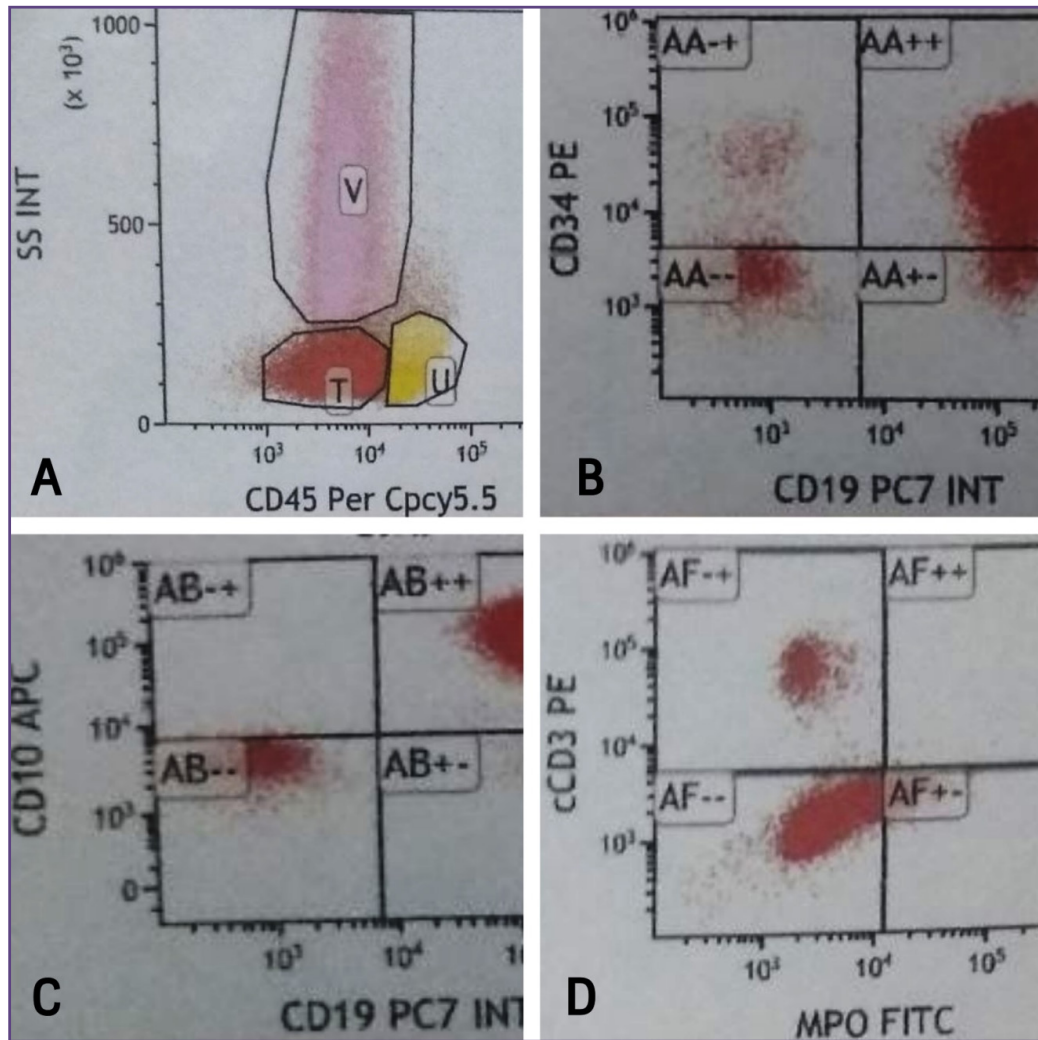 1000
(x 10³)
SS INT
500
0
V
T
U
10³ 10⁴ 10⁵
A
CD45 Per Cpcy5.5
10⁶
AA-+ AA++
10⁵
CD34 PE
10⁴
AA-- AA+-
10³
10³ 10⁴ 10⁵
B
CD19 PC7 INT
10⁶
AB-+ AB++
10⁵
CD10 APC
10⁴
AB-- AB+-
10³
0
10³ 10⁴
C
CD19 PC7 INT
10⁶
AF-+ AF++
10⁵
cCD3 PE
10⁴
AF-- AF+-
10³
10³ 10⁴ 10⁵
D
MPO FITC